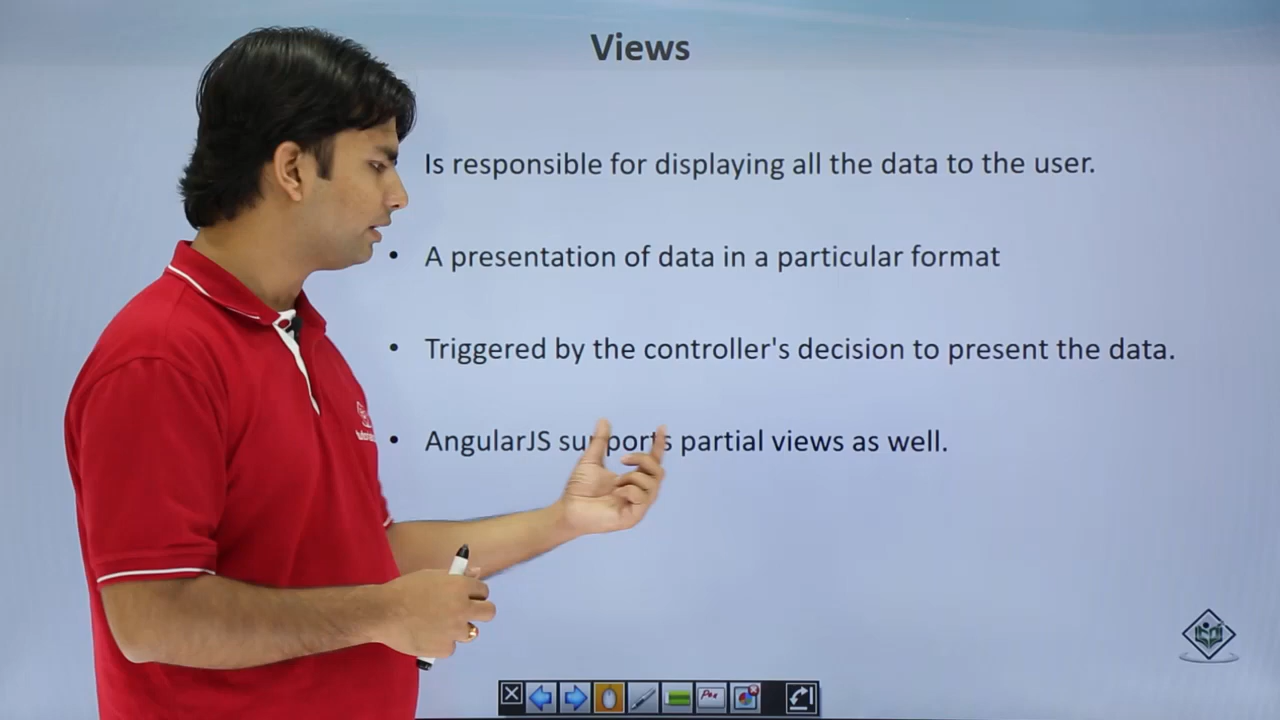 Views
Is responsible for displaying all the data to the user.
• A presentation of data in a particular format
• Triggered by the controller's decision to present the data.
• AngularJS supports partial views as well.